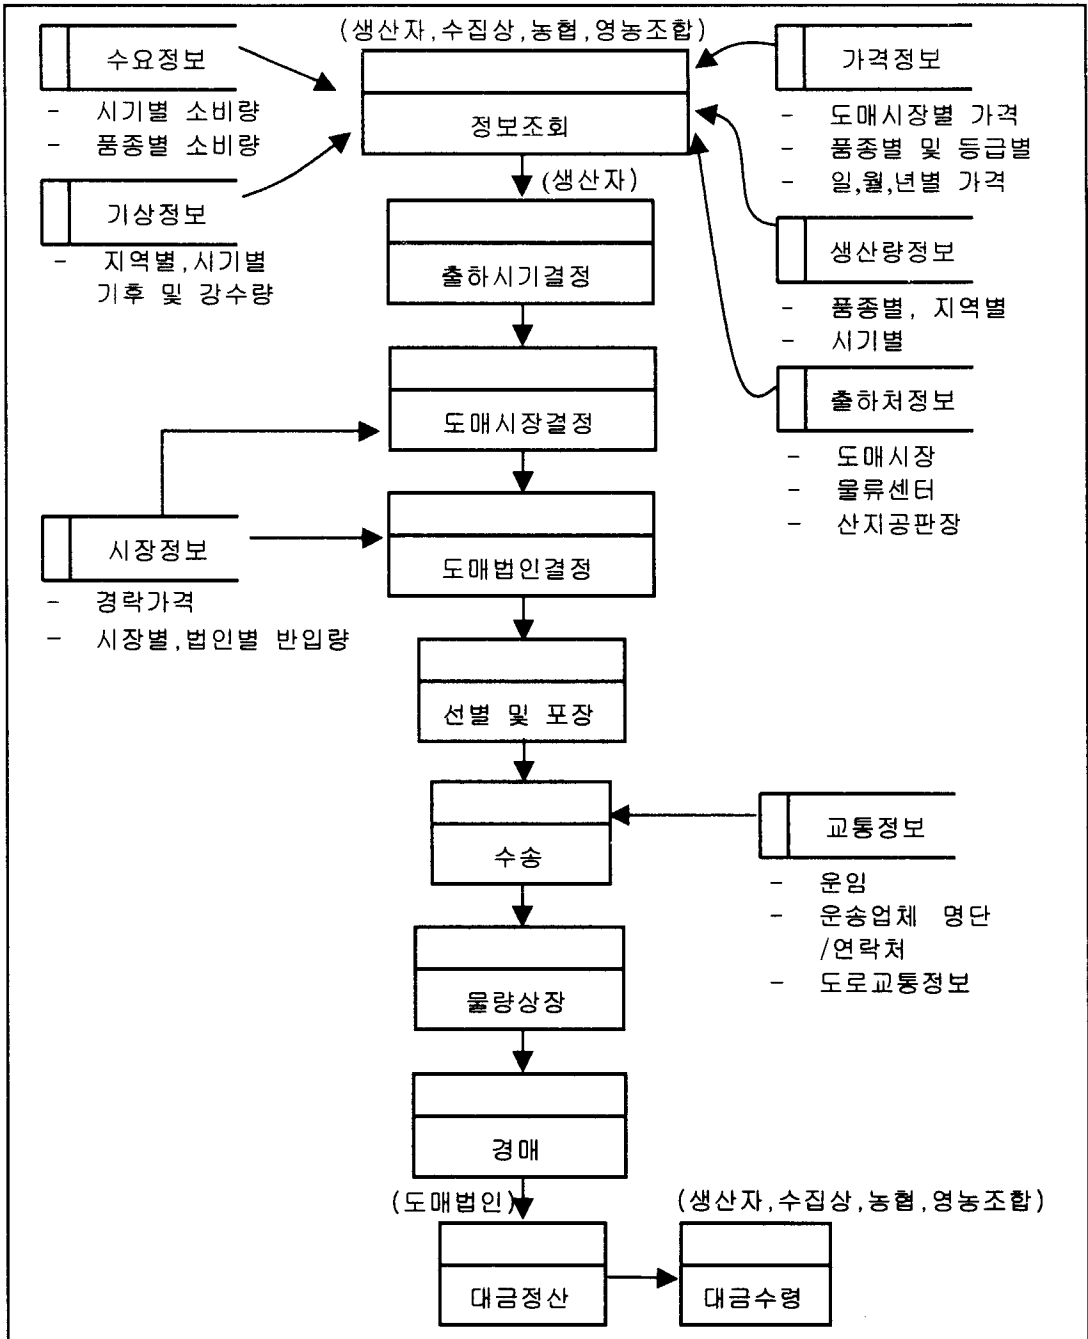 (생산자,수집상,농협,영농조합)
수요정보
- 시기별 소비량
- 품종별 소비량
기상정보
- 지역별,시기별
기후 및 강수량
정보조회
가격정보
- 도매시장별 가격
- 품종별 및 등급별
- 일,월,년별 가격
생산량정보
- 품종별, 지역별
- 시기별
출하처정보
- 도매시장
- 물류센터
- 산지공판장
(생산자)
출하시기결정
도매시장결정
시장정보
- 경락가격
- 시장별,법인별 반입량
도매법인결정
선별 및 포장
수송
교통정보
- 운임
- 운송업체 명단
/연락처
- 도로교통정보
물량상장
경매
(도매법인)
대금정산
(생산자,수집상,농협,영농조합)
대금수령